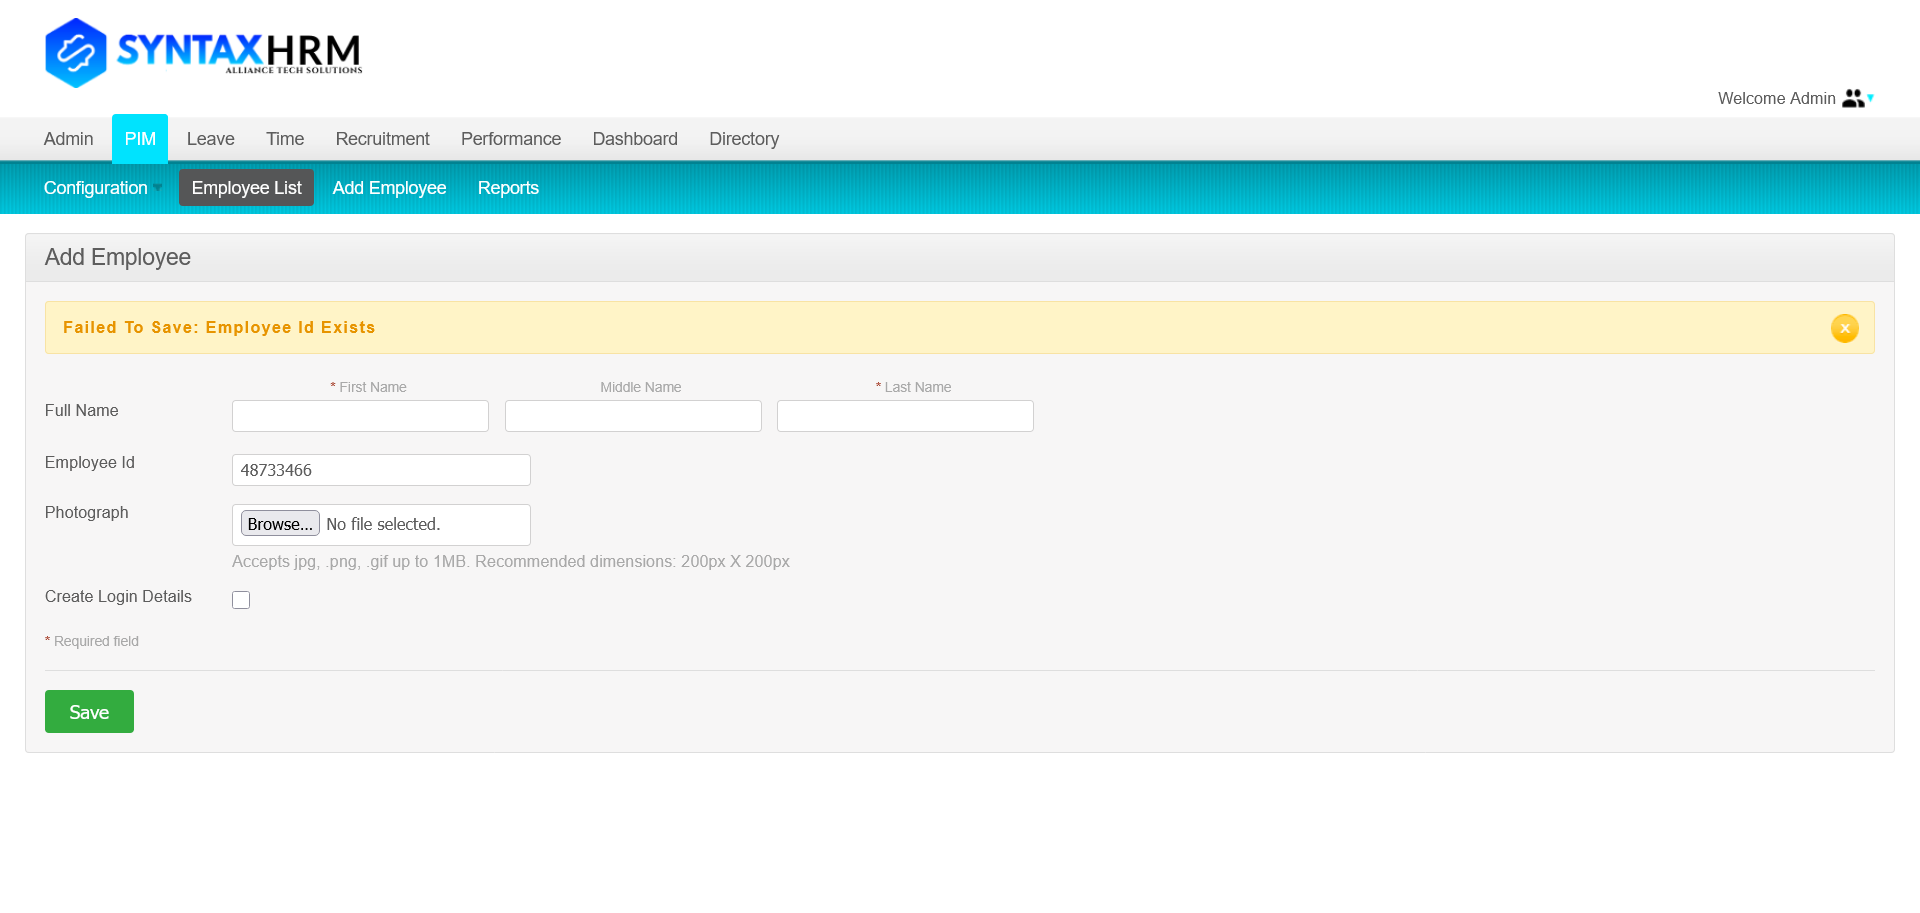 SYNTAXHRM
ALLIANCE TECH SOLUTIONS
Welcome Admin
Admin PIM Leave Time Recruitment Performance Dashboard Directory
Configuration Employee List Add Employee Reports
Add Employee
Failed To Save: Employee Id Exists
x
* First Name Middle Name * Last Name
Full Name
Employee Id 48733466
Photograph Browse... No file selected.
Accepts jpg, .png, .gif up to 1MB. Recommended dimensions: 200px X 200px
Create Login Details
* Required field
Save